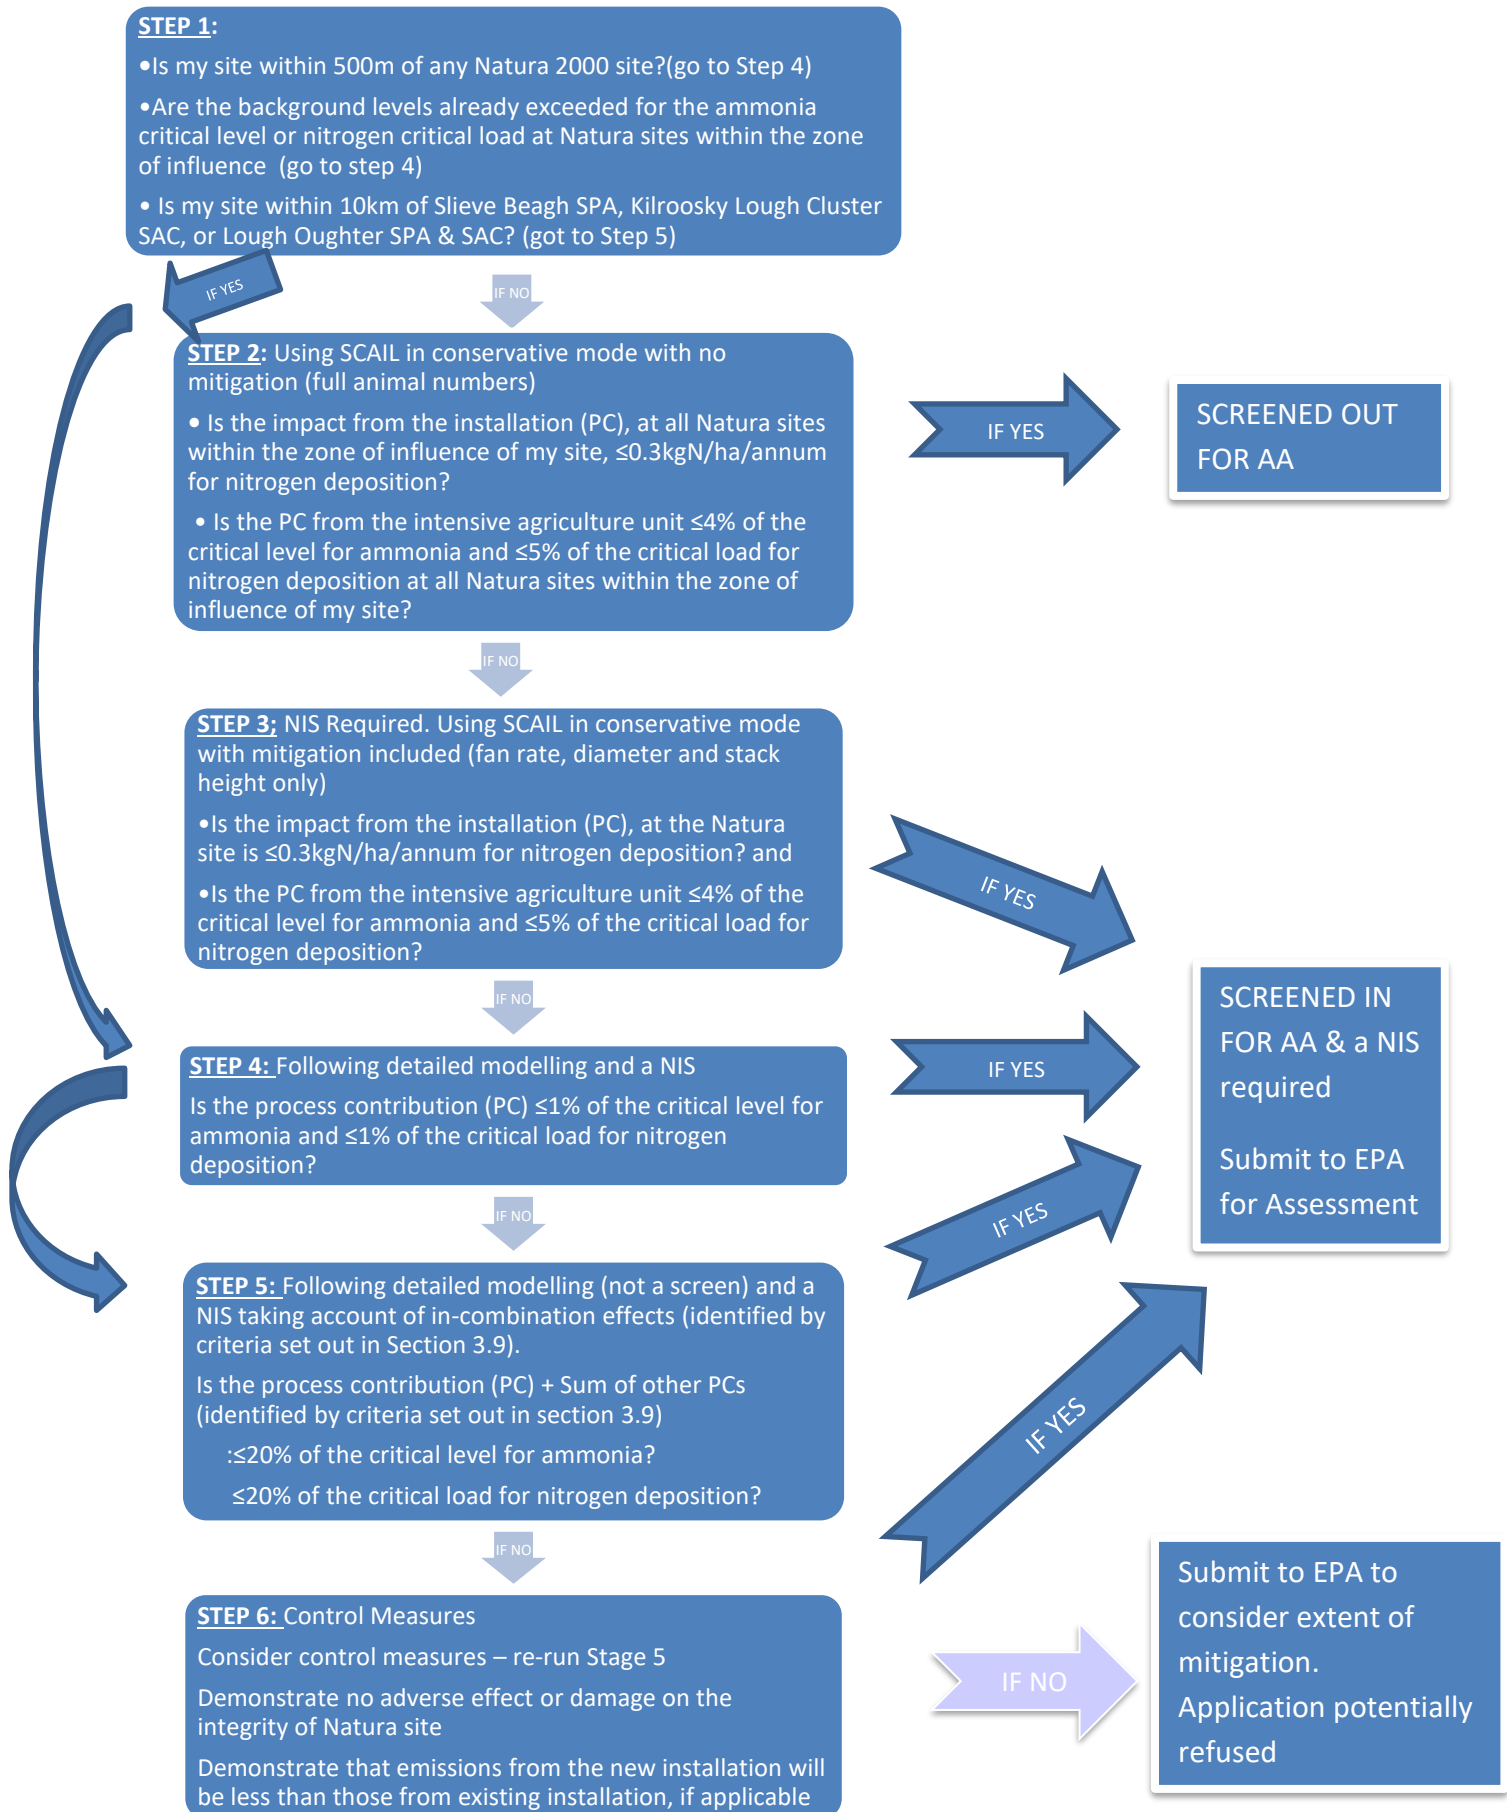 STEP 1:
•Is my site within 500m of any Natura 2000 site?(go to Step 4)
•Are the background levels already exceeded for the ammonia
critical level or nitrogen critical load at Natura sites within the zone
of influence  (go to step 4)
• Is my site within 10km of Slieve Beagh SPA, Kilroosky Lough Cluster
SAC, or Lough Oughter SPA & SAC? (got to Step 5)
IF YES
IF NO
STEP 2: Using SCAIL in conservative mode with no
mitigation (full animal numbers)
• Is the impact from the installation (PC), at all Natura sites
within the zone of influence of my site, ≤0.3kgN/ha/annum
for nitrogen deposition?
• Is the PC from the intensive agriculture unit ≤4% of the
critical level for ammonia and ≤5% of the critical load for
nitrogen deposition at all Natura sites within the zone of
influence of my site?
IF YES
SCREENED OUT
FOR AA
IF NO
STEP 3; NIS Required. Using SCAIL in conservative mode
with mitigation included (fan rate, diameter and stack
height only)
•Is the impact from the installation (PC), at the Natura
site is ≤0.3kgN/ha/annum for nitrogen deposition? and
•Is the PC from the intensive agriculture unit ≤4% of the
critical level for ammonia and ≤5% of the critical load for
nitrogen deposition?
IF YES
IF NO
STEP 4: Following detailed modelling and a NIS
Is the process contribution (PC) ≤1% of the critical level for
ammonia and ≤1% of the critical load for nitrogen
deposition?
IF YES
SCREENED IN
FOR AA & a NIS
required
Submit to EPA
for Assessment
IF NO
STEP 5: Following detailed modelling (not a screen) and a
NIS taking account of in-combination effects (identified by
criteria set out in Section 3.9).
Is the process contribution (PC) + Sum of other PCs
(identified by criteria set out in section 3.9)
:≤20% of the critical level for ammonia?
≤20% of the critical load for nitrogen deposition?
IF YES
IF NO
IF YES
STEP 6: Control Measures
Consider control measures – re-run Stage 5
Demonstrate no adverse effect or damage on the
integrity of Natura site
Demonstrate that emissions from the new installation will
be less than those from existing installation, if applicable
IF NO
Submit to EPA to
consider extent of
mitigation.
Application potentially
refused